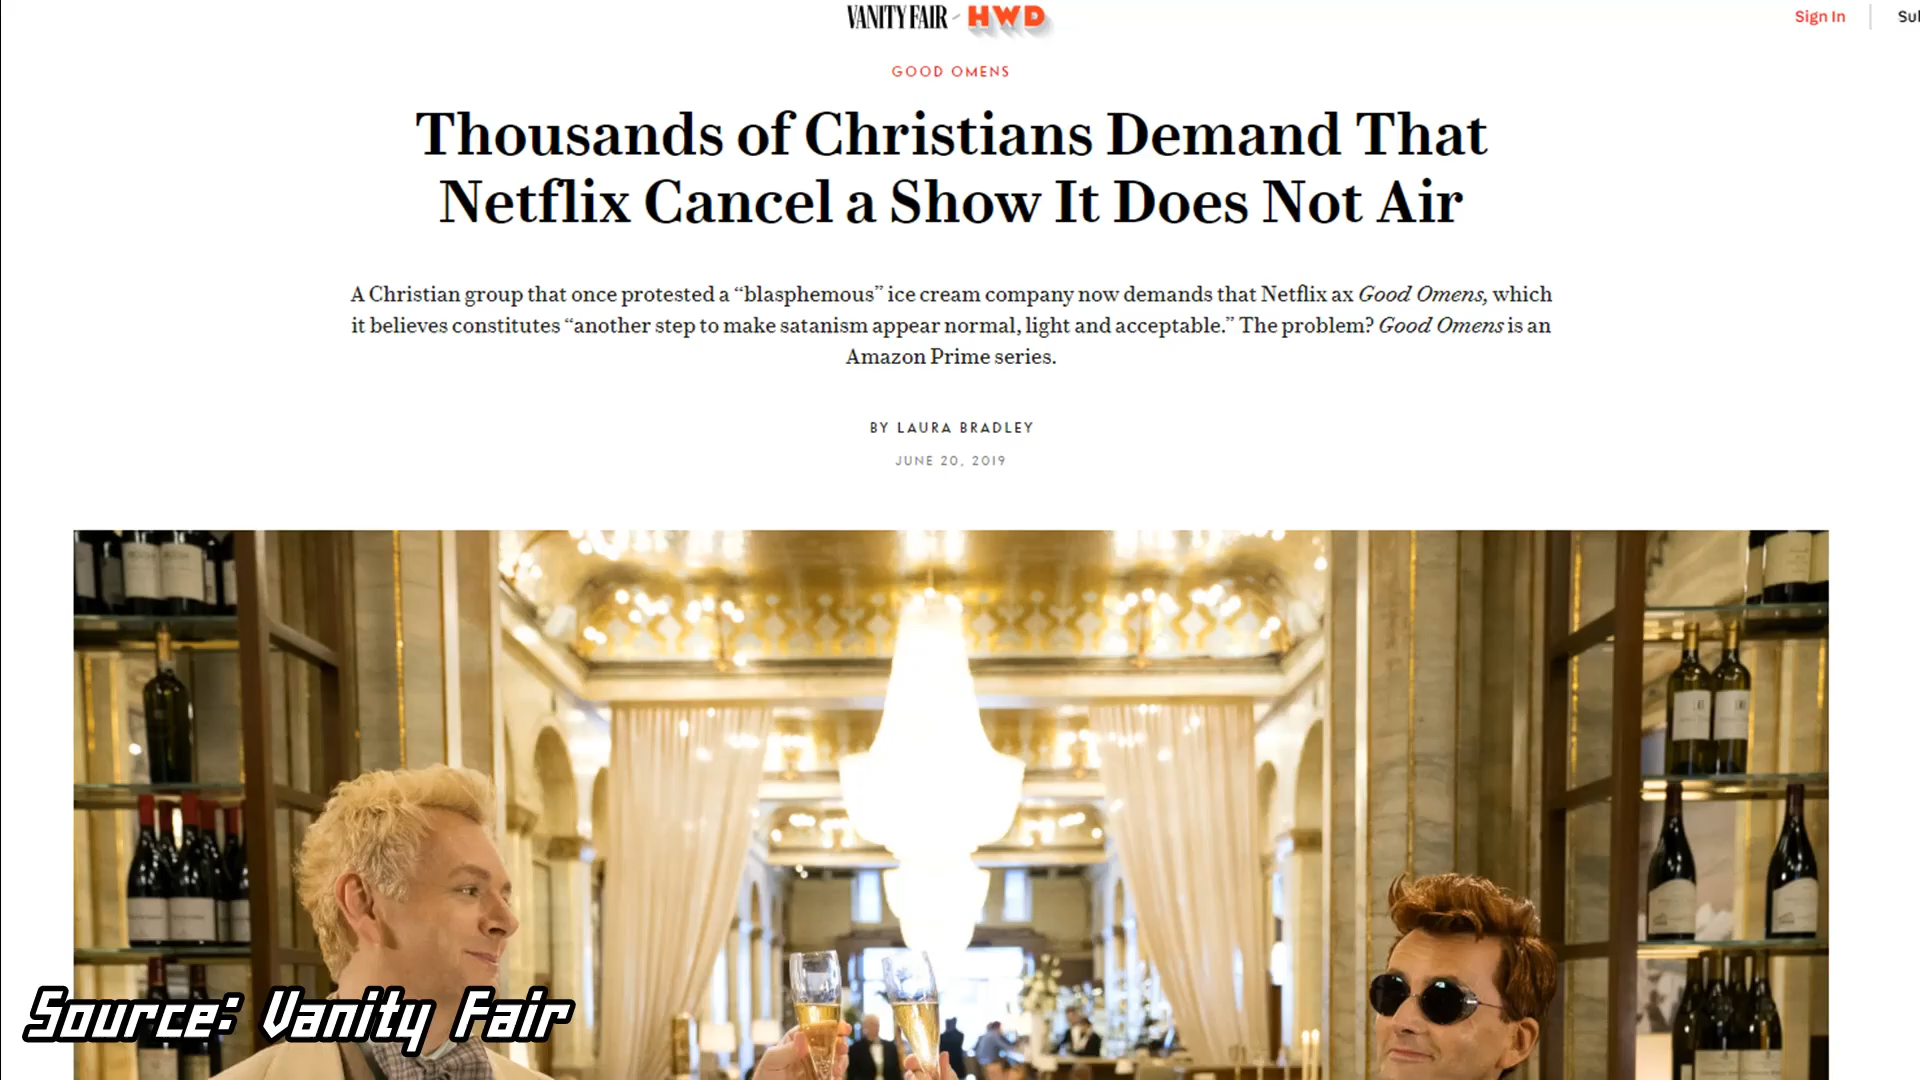 VANITY FAIR HWD
Sign In
GOOD OMENS
Thousands of Christians Demand That
Netflix Cancel a Show It Does Not Air
A Christian group that once protested a “blasphemous” ice cream company now demands that Netflix ax Good Omens, which
it believes constitutes “another step to make satanism appear normal, light and acceptable.” The problem? Good Omens is an
Amazon Prime series.
BY LAURA BRADLEY
JUNE 20, 2019
Source: Vanity Fair